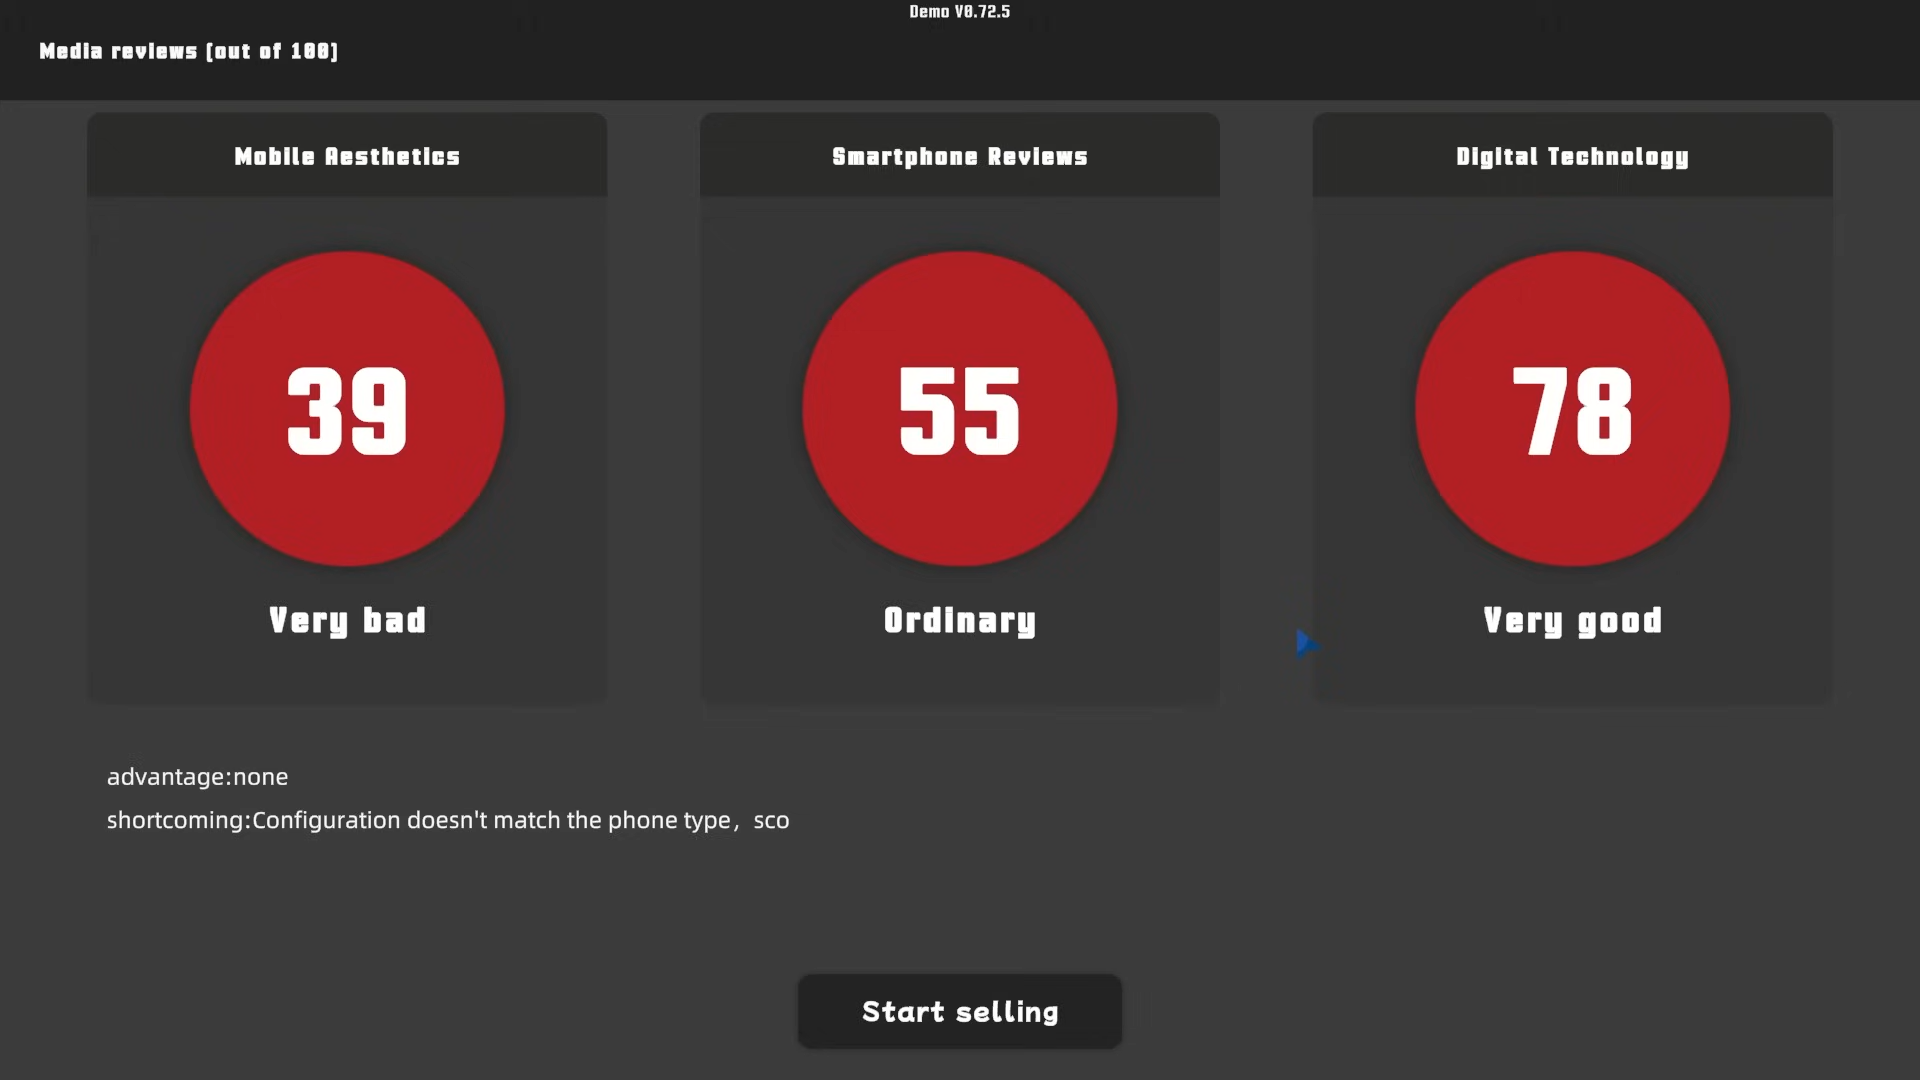 Demo V0.72.5
Media reviews (out of 100)
Mobile Aesthetics
Smartphone Reviews
Digital Technology
39
55
78
Very bad
Ordinary
Very good
advantage:none
shortcoming:Configuration doesn't match the phone type，sco
Start selling